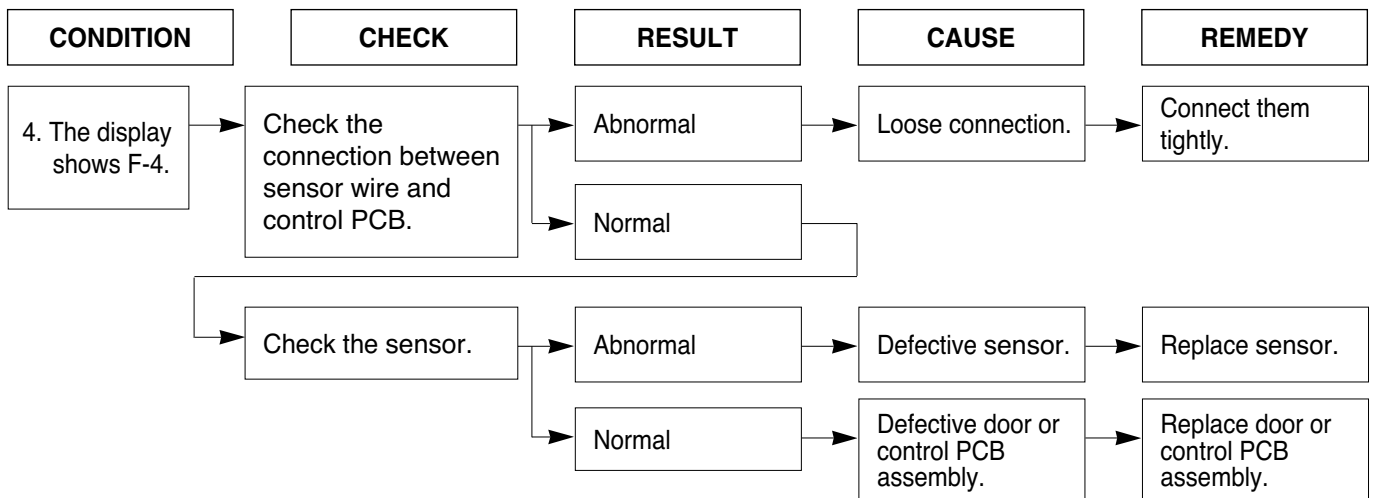 CONDITION
CHECK
RESULT
CAUSE
REMEDY
4. The display
shows F-4.
Check the
connection between
sensor wire and
control PCB.
Abnormal
Loose connection.
Connect them
tightly.
Normal
Check the sensor.
Abnormal
Defective sensor.
Replace sensor.
Normal
Defective door or
control PCB
assembly.
Replace door or
control PCB
assembly.